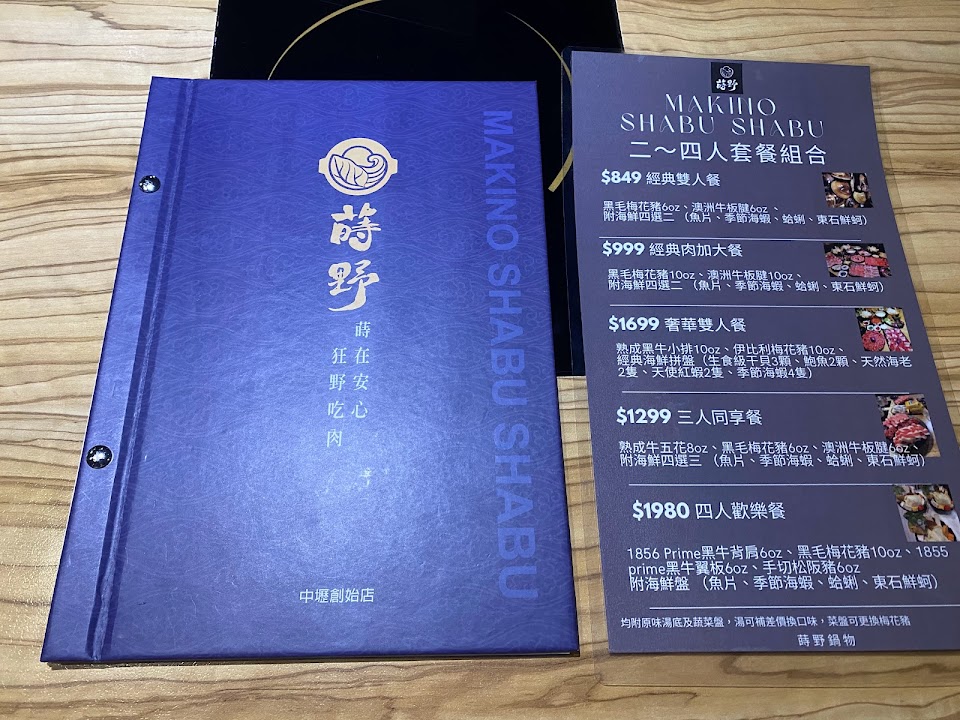 MAKINO SHABU SHABU
蒔野
蒔在安心
狂野吃肉
中壢創始店
蒔野
MAKINO
SHABU SHABU
二～四人套餐組合
$849 經典雙人餐
黑毛梅花豬6oz、澳洲牛板腱6oz、
附海鮮四選二 （魚片、季節海蝦、蛤蜊、東石鮮蚵）
$999 經典肉加大餐
黑毛梅花豬10oz、澳洲牛板腱10oz、
附海鮮四選二 （魚片、季節海蝦、蛤蜊、東石鮮蚵）
$1699 奢華雙人餐
熟成黑牛小排10oz、伊比利梅花豬10oz、
經典海鮮拼盤（生食級干貝3顆、鮑魚2顆、天然海老
2隻、天使紅蝦2隻、季節海蝦4隻）
$1299 三人同享餐
熟成牛五花8oz、黑毛梅花豬6oz、澳洲牛板腱6oz、
附海鮮四選三 （魚片、季節海蝦、蛤蜊、東石鮮蚵）
$1980 四人歡樂餐
1856 Prime黑牛背肩6oz、黑毛梅花豬10oz、1855
prime黑牛翼板6oz、手切松阪豬6oz
附海鮮盤 （魚片、季節海蝦、蛤蜊、東石鮮蚵）
均附原味湯底及蔬菜盤，湯可補差價換口味，菜盤可更換梅花豬
蒔野鍋物